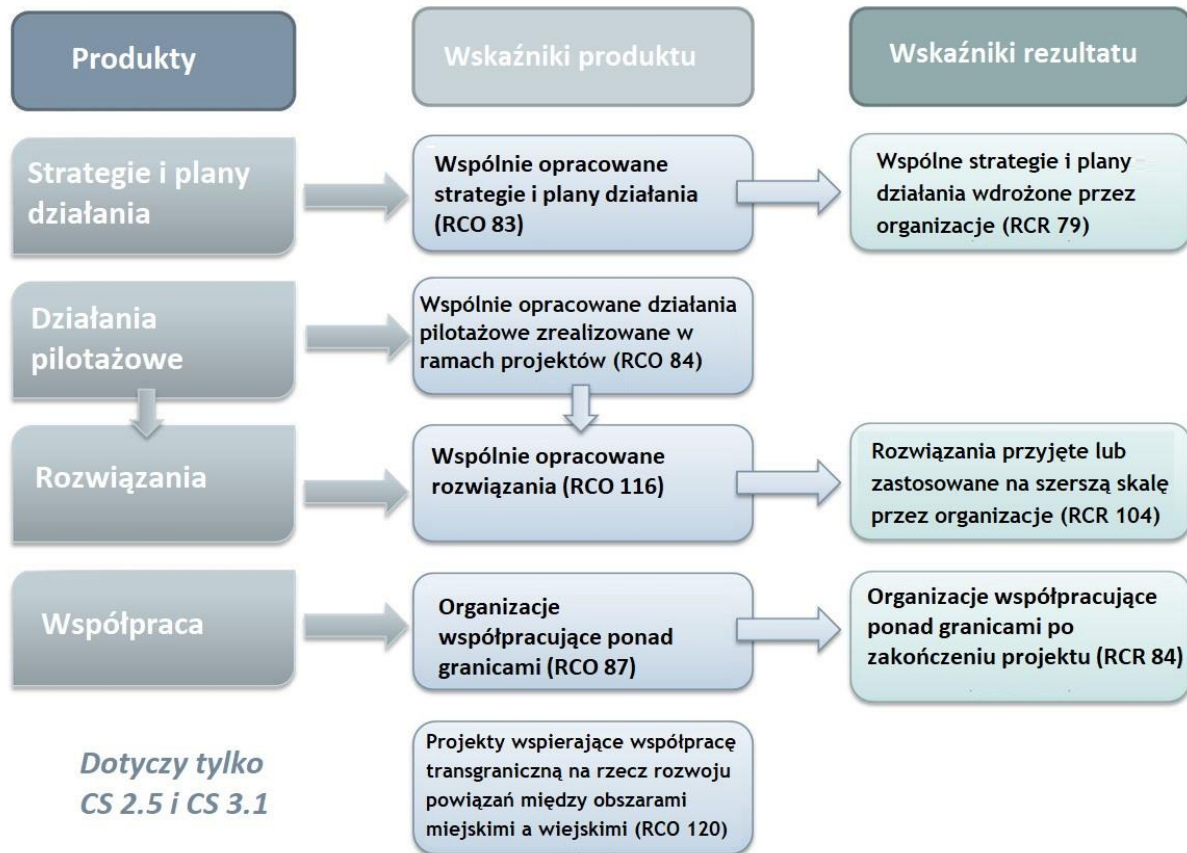 Produkty
Wskaźniki produktu
Wskaźniki rezultatu
Strategie i plany
działania
Wspólnie opracowane
strategie i plany działania
(RCO 83)
Wspólne strategie i plany
działania wdrożone przez
organizacje (RCR 79)
Działania
pilotażowe
Wspólnie opracowane działania
pilotażowe zrealizowane w
ramach projektów (RCO 84)
Rozwiązania
Wspólnie opracowane
rozwiązania (RCO 116)
Rozwiązania przyjęte lub
zastosowane na szerszą skalę
przez organizacje (RCR 104)
Współpraca
Organizacje
współpracujące ponad
granicami (RCO 87)
Organizacje współpracujące
ponad granicami po
zakończeniu projektu (RCR 84)
Dotyczy tylko
CS 2.5 i CS 3.1
Projekty wspierające współpracę
transgraniczną na rzecz rozwoju
powiązań między obszarami
miejskimi a wiejskimi (RCO 120)